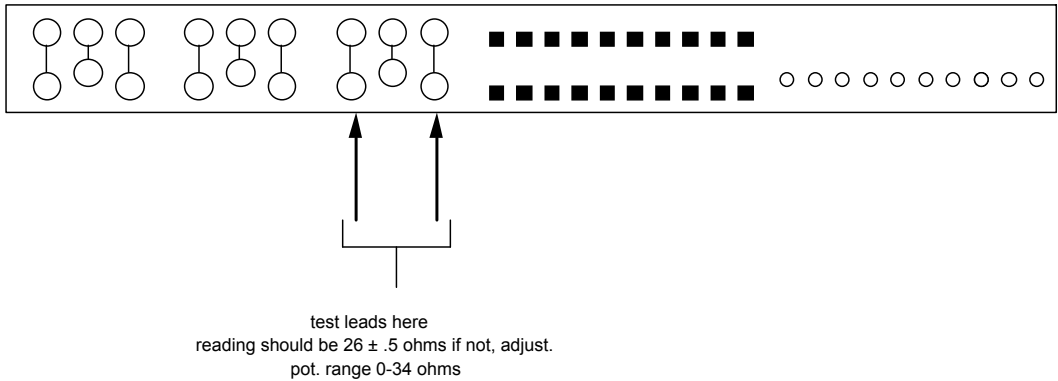 test leads here
reading should be 26 ± .5 ohms if not, adjust.
pot. range 0-34 ohms